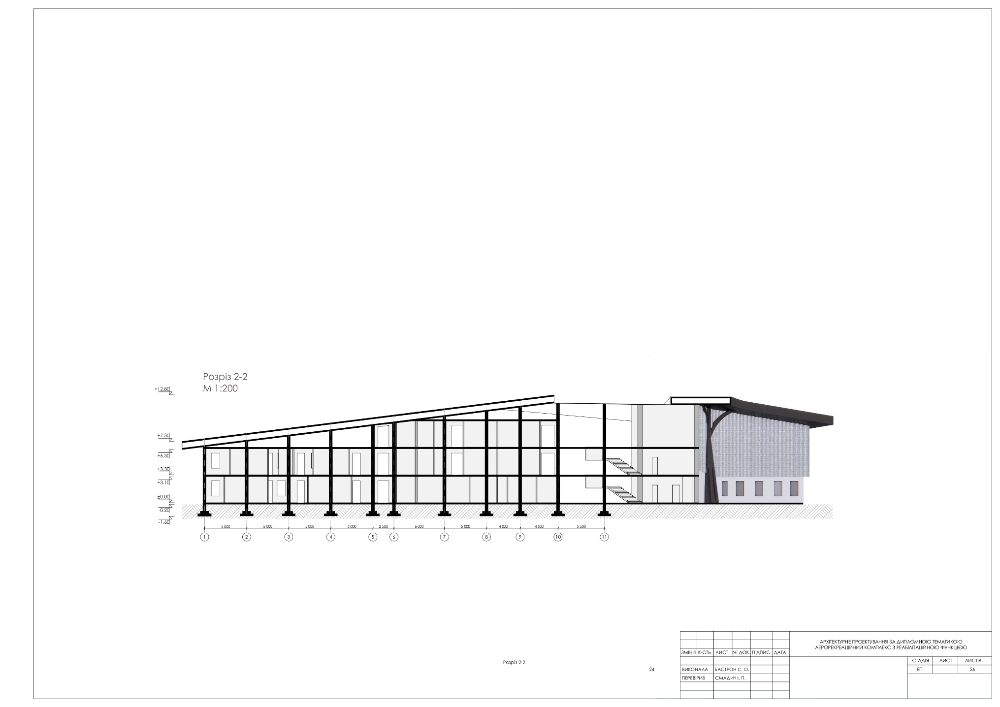 Розріз 2-2
М 1:200
+12.80
+7.30
+6.30
+3.30
+3.10
±0.00
-0.20
-1.60
5 000 5 000 5 000 5 000 2 500 6 000 5 000 4 000 4 500 5 500
1 2 3 4 5 6 7 8 9 10 11
АРХІТЕКТУРНЕ ПРОЕКТУВАННЯ ЗА ДИПЛОМНОЮ ТЕМАТИКОЮ
АЕРОРЕКРЕАЦІЙНИЙ КОМПЛЕКС З РЕАБІЛІТАЦІЙНОЮ ФУНКЦІЄЮ
ЗМІНИ К-СТЬ ЛИСТ № ДОК. ПІДПИС ДАТА
СТАДІЯ ЛИСТ ЛИСТІВ
ЕП 26
ВИКОНАЛА БАСТРОН С. О.
ПЕРЕВІРИВ СМАДИЧ І. П.
Розріз 2-2
24